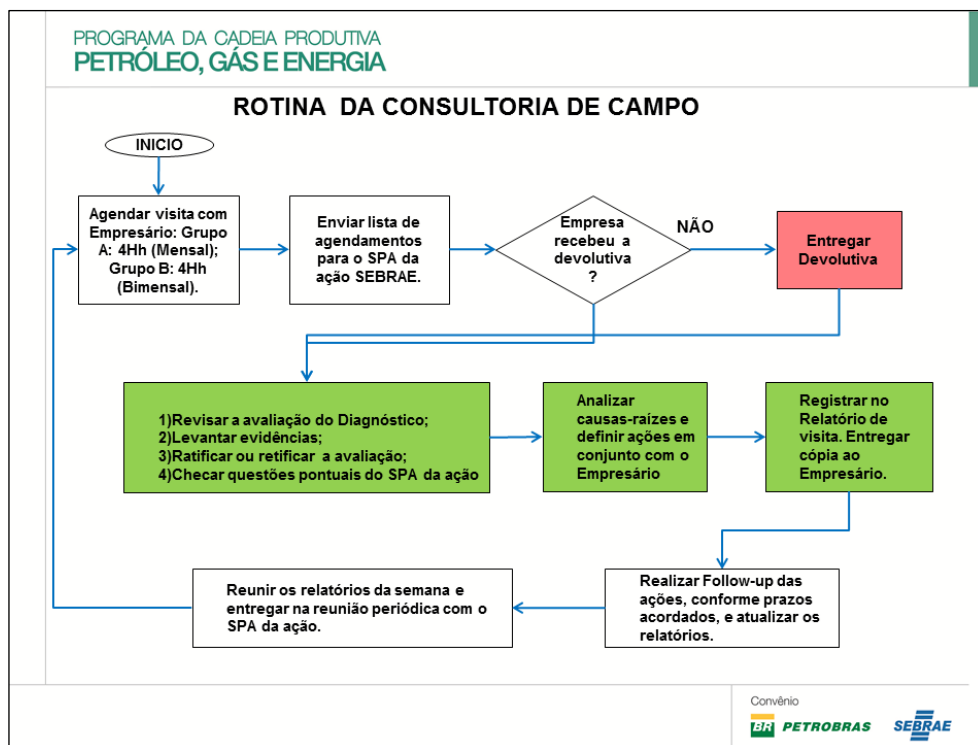 PROGRAMA DA CADEIA PRODUTIVA
PETRÓLEO, GÁS E ENERGIA
ROTINA DA CONSULTORIA DE CAMPO
INICIO
Agendar visita com
Empresário: Grupo
A: 4Hh (Mensal);
Grupo B: 4Hh
(Bimensal).
Enviar lista de
agendamentos
para o SPA da
ação SEBRAE.
Empresa
recebeu a
devolutiva
?
NÃO
Entregar
Devolutiva
1)Revisar a avaliação do Diagnóstico;
2)Levantar evidências;
3)Ratificar ou retificar a avaliação;
4)Checar questões pontuais do SPA da ação
Analizar
causas-raízes e
definir ações em
conjunto com o
Empresário
Registrar no
Relatório de
visita. Entregar
cópia ao
Empresário.
Realizar Follow-up das
ações, conforme prazos
acordados, e atualizar os
relatórios.
Reunir os relatórios da semana e
entregar na reunião periódica com o
SPA da ação.
Convênio
BR PETROBRAS
SEBRAE